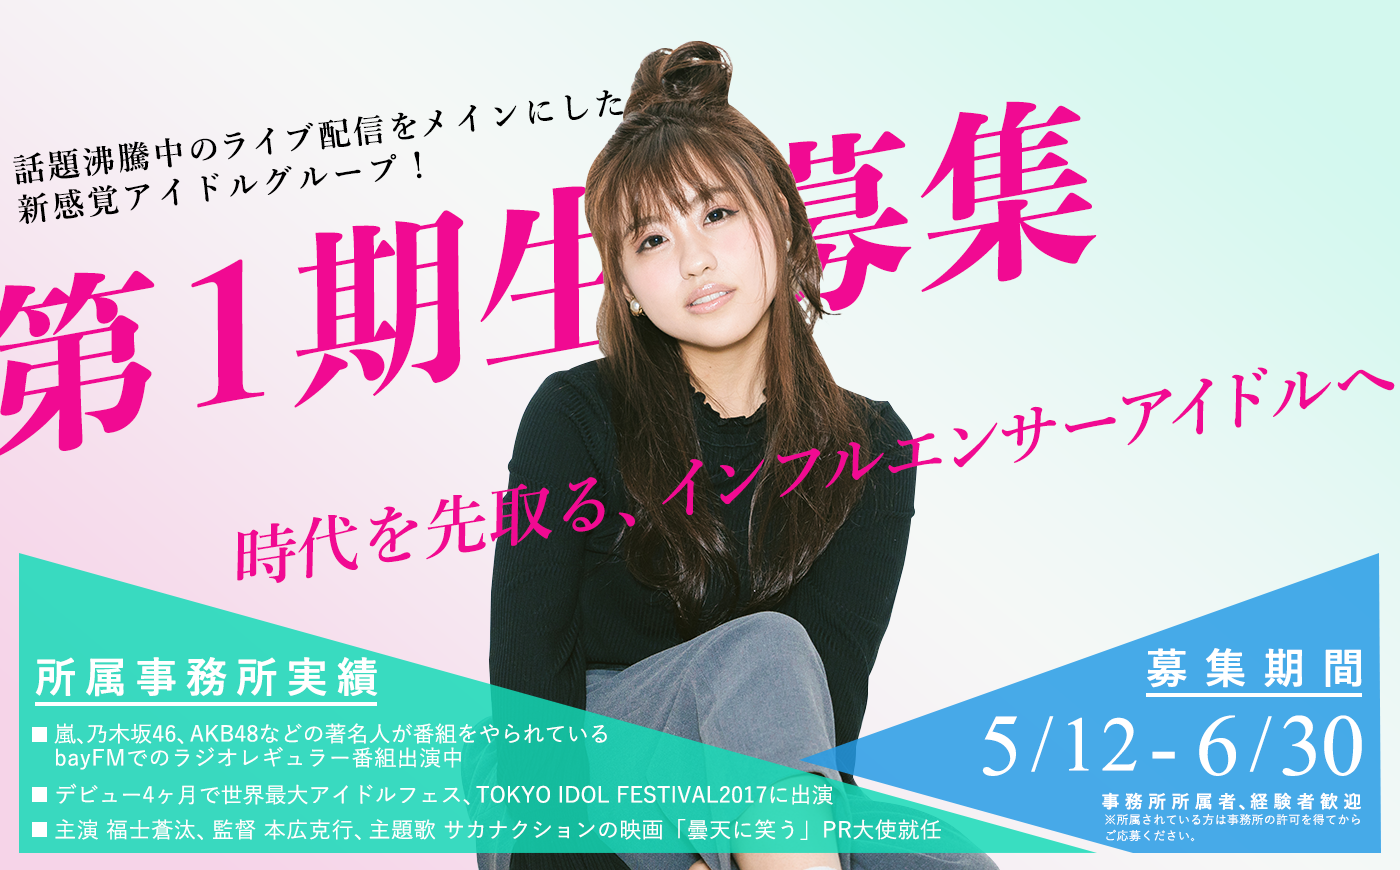 話題沸騰中のライブ配信をメインにした
新感覚アイドルグループ！
第1期生募集
時代を先取る、インフルエンサーアイドルへ
所属事務所実績
■ 嵐、乃木坂46、AKB48などの著名人が番組をやられている
bayFMでのラジオレギュラー番組出演中
■ デビュー4ヶ月で世界最大アイドルフェス、TOKYO IDOL FESTIVAL2017に出演
■ 主演 福士蒼汰、監督 本広克行、主題歌 サカナクションの映画「曇天に笑う」PR大使就任
募集期間
5/12 - 6/30
事務所所属者、経験者歓迎
※所属されている方は事務所の許可を得てから
ご応募ください。